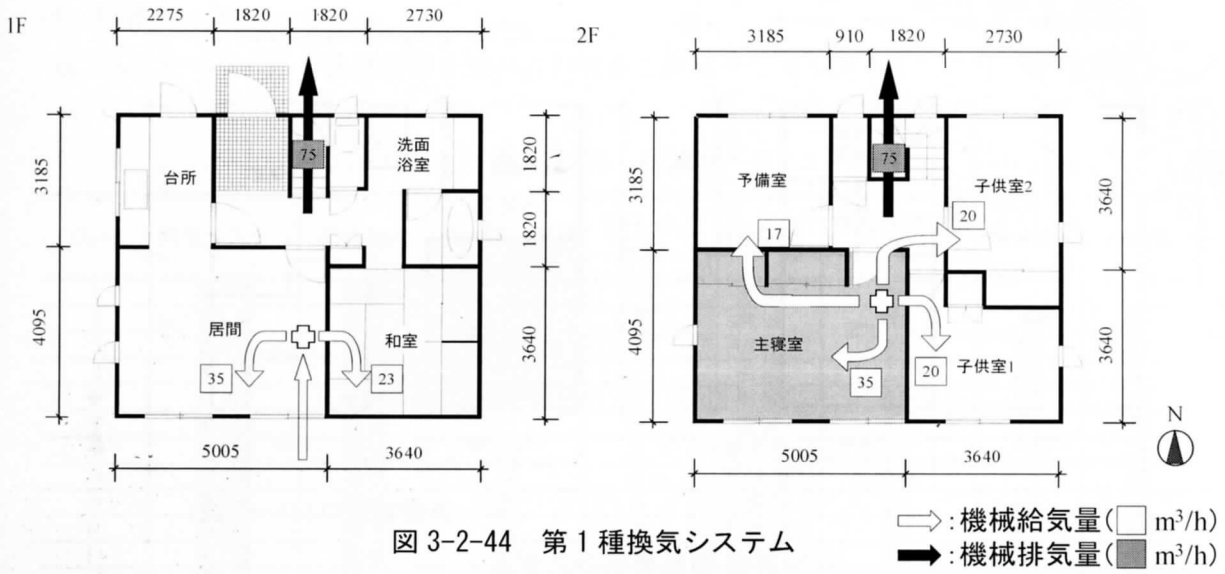 1F
2275 1820 1820 2730
3185
4095
台所
75
洗面
浴室
居間
和室
35
23
1820
1820
3640
5005 3640
2F
3185 910 1820 2730
3185
4095
予備室
75
子供室2
20
17
主寝室
35
20
子供室1
3640
3640
5005 3640
N
図 3-2-44 第1種換気システム
:機械給気量( m³/h)
:機械排気量( m³/h)